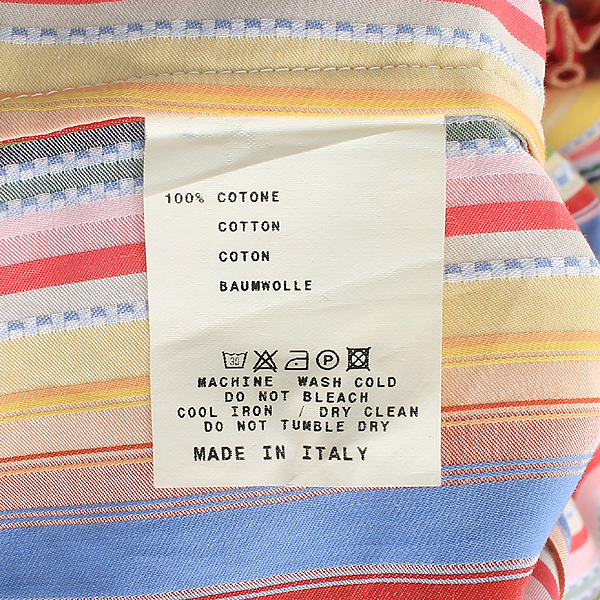 100% COTONE
COTTON
COTON
BAUMWOLLE
30 P
MACHINE WASH COLD
DO NOT BLEACH
COOL IRON / DRY CLEAN
DO NOT TUMBLE DRY
MADE IN ITALY